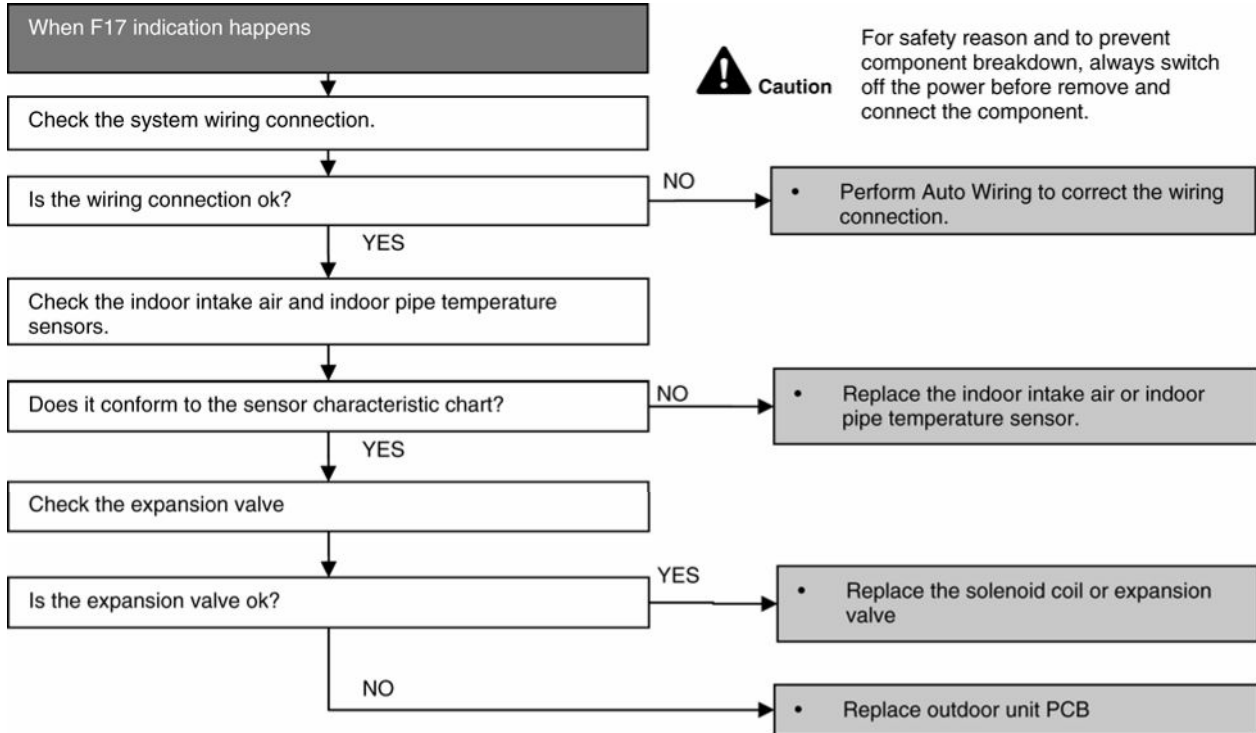 When F17 indication happens
Caution
For safety reason and to prevent
component breakdown, always switch
off the power before remove and
connect the component.
Check the system wiring connection.
Is the wiring connection ok?
NO
• Perform Auto Wiring to correct the wiring
connection.
YES
Check the indoor intake air and indoor pipe temperature
sensors.
Does it conform to the sensor characteristic chart?
NO
• Replace the indoor intake air or indoor
pipe temperature sensor.
YES
Check the expansion valve
Is the expansion valve ok?
YES
• Replace the solenoid coil or expansion
valve
NO
• Replace outdoor unit PCB